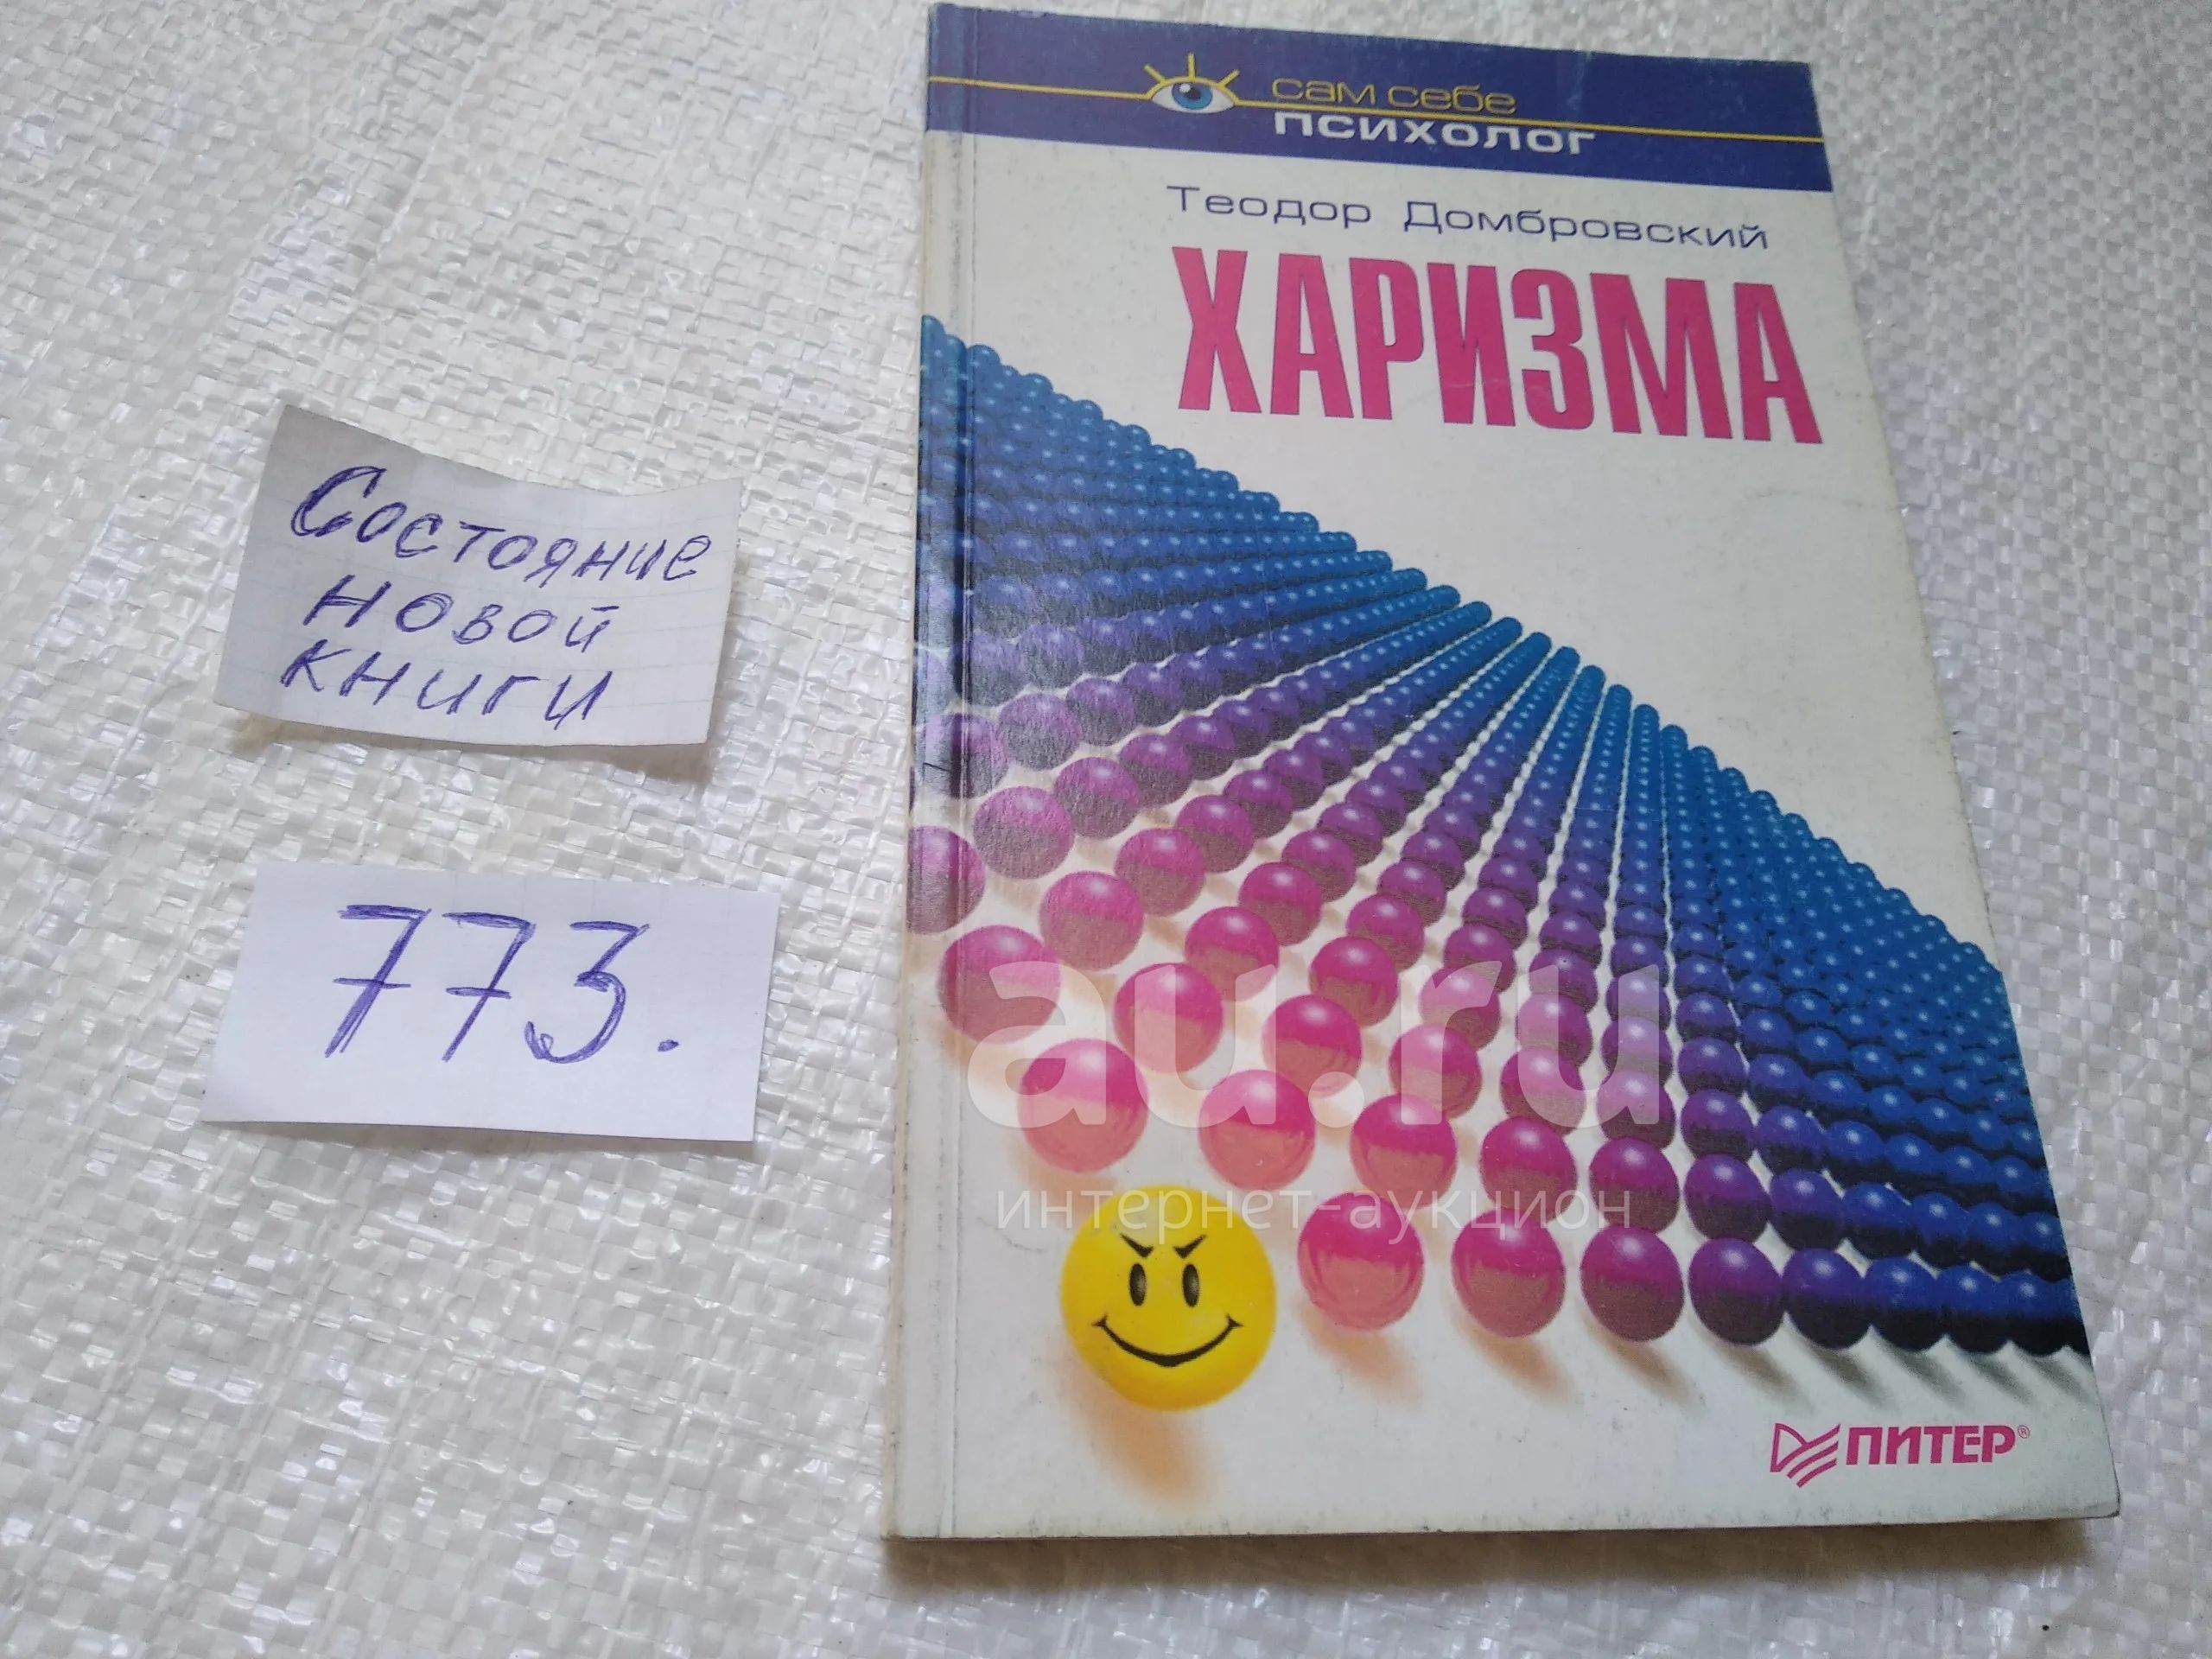 сам себе
психолог
Теодор Домбровский
ХАРИЗМА
Состояние
новой
книги
773.
au.ru
интернет-аукцион
ПИТЕР®